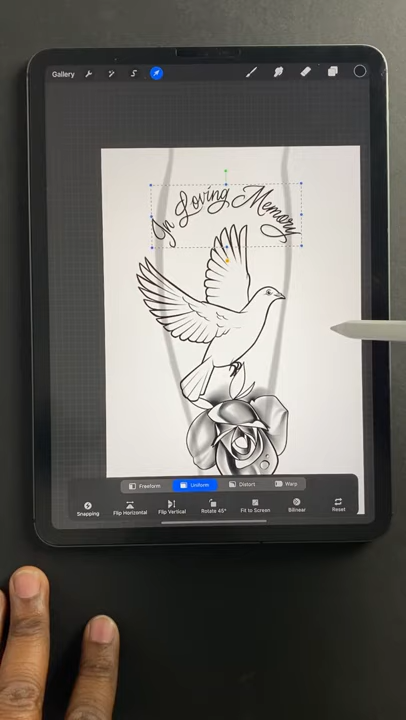 Gallery
In Loving Memory
Freeform Uniform Distort Warp
Snapping Flip Horizontal Flip Vertical Rotate 45° Fit to Screen Bilinear Reset